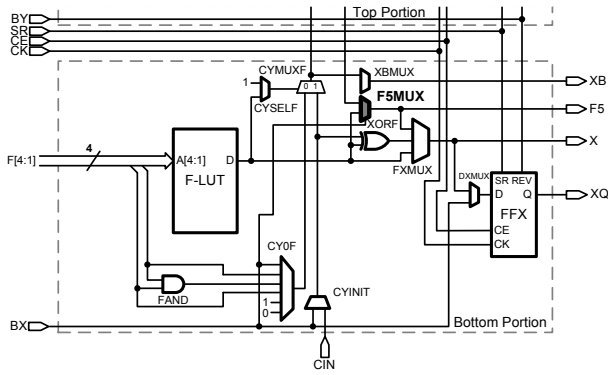 Top Portion
BY
SR
CE
CK
CYMUXF
XBMUX
XB
1
0 1
F5MUX
F5
CYSELF
XORF
X
4
F[4:1]
A[4:1]
D
F-LUT
FXMUX
DXMUX
SR REV
D
Q
XQ
FFX
CE
CK
CY0F
FAND
CYINIT
1
0
BX
Bottom Portion
CIN